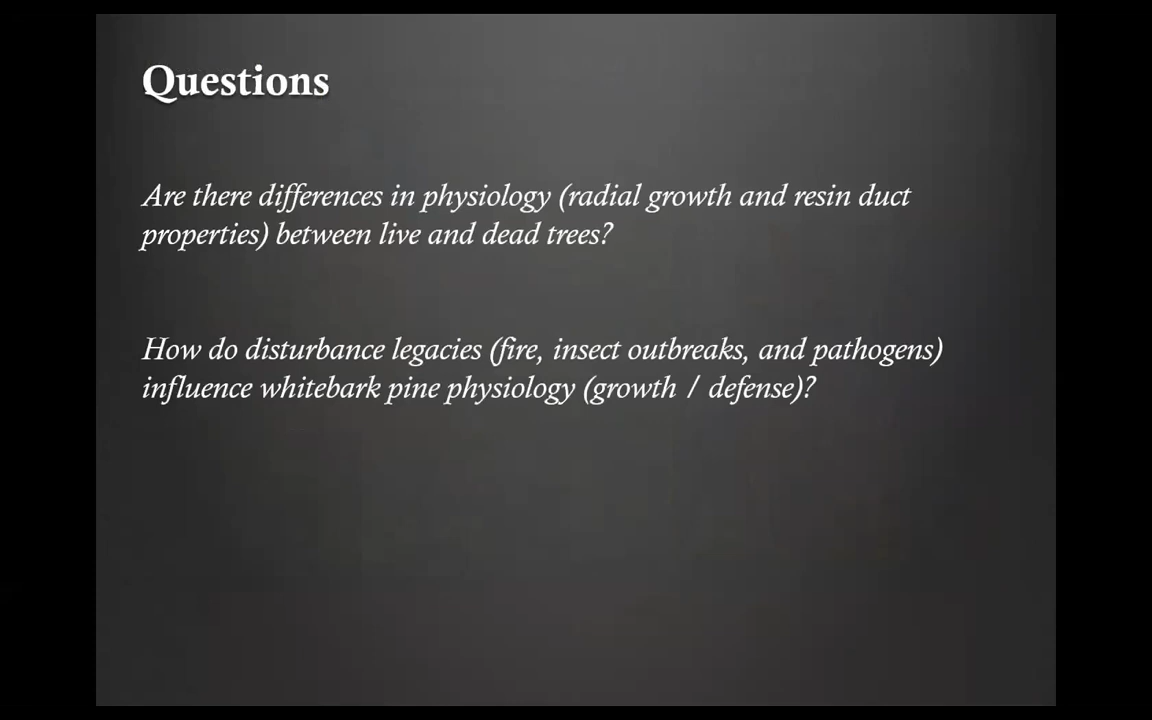 Questions
Are there differences in physiology (radial growth and resin duct
properties) between live and dead trees?
How do disturbance legacies (fire, insect outbreaks, and pathogens)
influence whitebark pine physiology (growth / defense)?